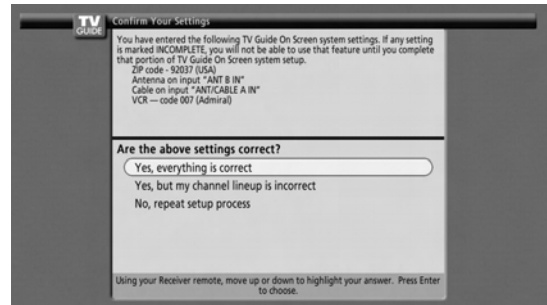 TV
GUIDE
Confirm Your Settings
You have entered the following TV Guide On Screen system settings. If any setting
is marked INCOMPLETE, you will not be able to use that feature until you complete
that portion of TV Guide On Screen system setup.
ZIP code - 92037 (USA)
Antenna on input "ANT B IN"
Cable on input "ANT/CABLE A IN"
VCR — code 007 (Admiral)
Are the above settings correct?
Yes, everything is correct
Yes, but my channel lineup is incorrect
No, repeat setup process
Using your Receiver remote, move up or down to highlight your answer. Press Enter
to choose.